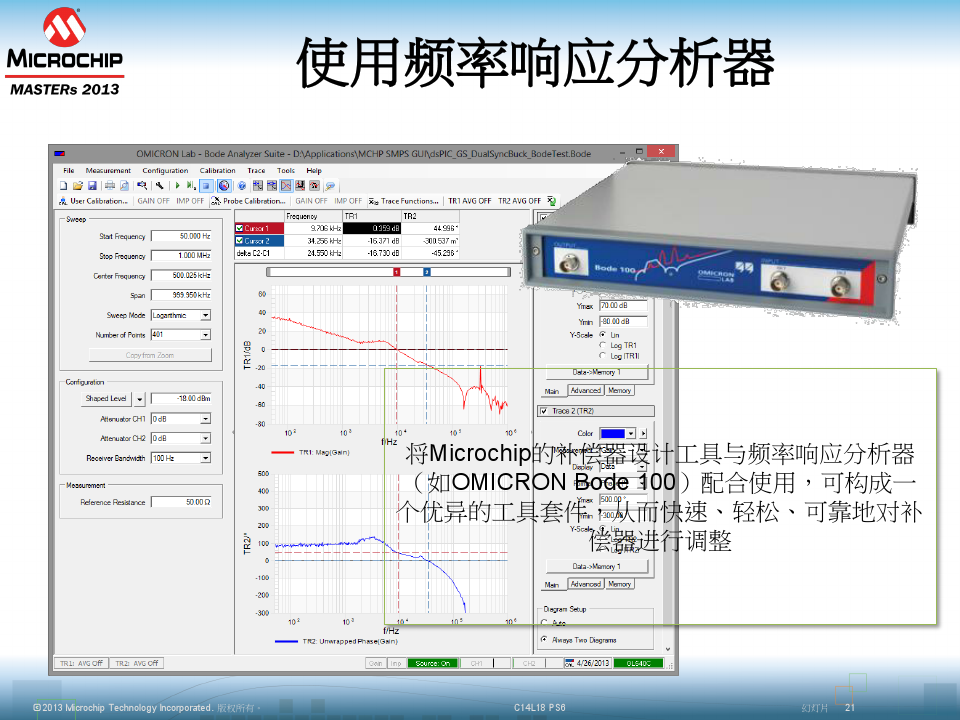 MICROCHIP
MASTERs 2013
使用频率响应分析器
OMICRON Lab - Bode Analyzer Suite - D:\Applications\MCHP SMPS GUI\dsPIC_GS_DualSyncBuck_BodeTest.Bode
File Measurement Configuration Calibration Trace Tools Help
User Calibration... GAIN OFF IMP OFF Probe Calibration... GAIN OFF IMP OFF Trace Functions... TR1 AVG OFF TR2 AVG OFF
Sweep
Start Frequency 50.000 Hz
Stop Frequency 1.000 MHz
Center Frequency 500.025 kHz
Span 999.950 kHz
Sweep Mode Logarithmic
Number of Points 401
Copy from Zoom
Configuration
Shaped Level -18.00 dBm
Attenuator CH1 0 dB
Attenuator CH2 0 dB
Receiver Bandwidth 100 Hz
Measurement
Reference Resistance 50.00 Ω
Frequency TR1 TR2
Cursor 1 9.706 kHz 0.359 dB 44.996 °
Cursor 2 34.256 kHz -16.371 dB -300.537 m°
delta C2-C1 24.550 kHz -16.730 dB -45.296 °
1 2
TR1/dB
60
40
20
0
-20
-40
-60
-80
10² 10³ 10⁴ 10⁵ 10⁶
f/Hz
TR1: Mag(Gain)
TR2/°
500
400
300
200
100
0
-100
-200
-300
10² 10³ 10⁴ 10⁵ 10⁶
f/Hz
TR2: Unwrapped Phase(Gain)
OUTPUT
Bode 100
OMICRON
LAB
INPUT
Ymax 70.00 dB
Ymin -80.00 dB
Y-Scale Lin
Log TR1
Log |TR1|
Data->Memory 1
Main Advanced Memory
Trace 2 (TR2)
Color
Display Data
Ymax 500.00 °
Ymin -300.00
Y-Scale Lin
Data->Memory 1
Main Advanced Memory
Diagram Setup
Auto
Always Two Diagrams
将Microchip的补偿器设计工具与频率响应分析器
（如OMICRON Bode 100）配合使用，可构成一
个优异的工具套件，从而快速、轻松、可靠地对补
偿器进行调整
TR1: AVG Off TR2: AVG Off Gain Imp Source: On CH1 CH2 4/26/2013 GL540C
©2013 Microchip Technology Incorporated. 版权所有。 C14L18 PS6 幻灯片 21